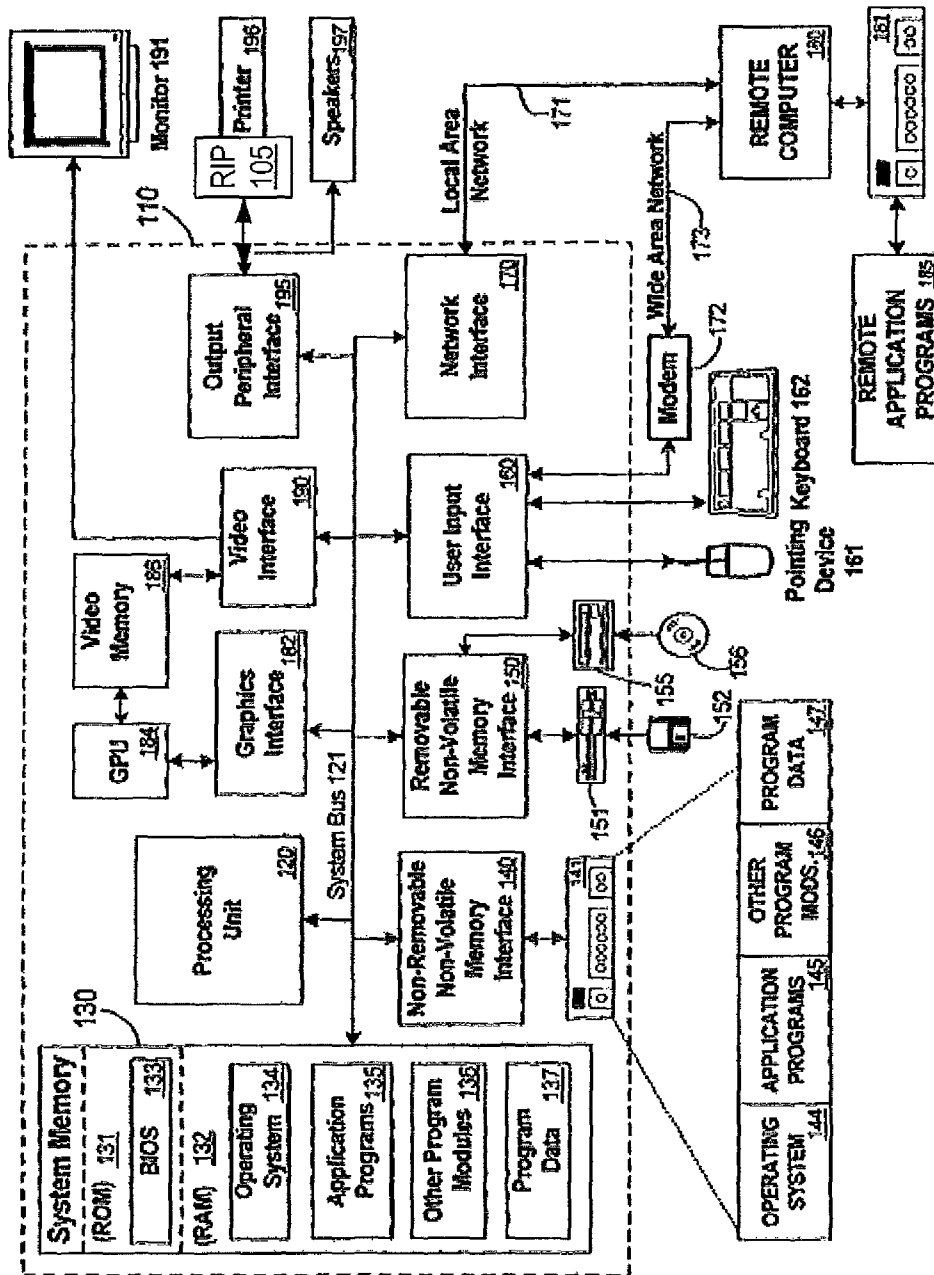 130
System Memory
(ROM) 131
BIOS 133
(RAM) 132
Operating
System 134
Application
Programs 135
Other Program
Modules 136
Program
Data 137
Processing
Unit
120
GPU
184
Video
Memory
186
Graphics
Interface
182
Video
Interface
190
Output
Peripheral
Interface
195
110
Monitor 191
RIP
105
Printer
196
Speakers
197
System Bus 121
Non-Removable
Non-Volatile
Memory
Interface 140
Removable
Non-Volatile
Memory
Interface 150
User Input
Interface
160
Network
Interface
170
Local Area
Network
171
Wide Area Network
173
Modem
172
141
151
152
155
156
Pointing
Device
161
Keyboard 162
REMOTE
COMPUTER
180
181
REMOTE
APPLICATION
PROGRAMS 185
OPERATING
SYSTEM
144
APPLICATION
PROGRAMS
145
OTHER
PROGRAM
MODS. 146
PROGRAM
DATA
147